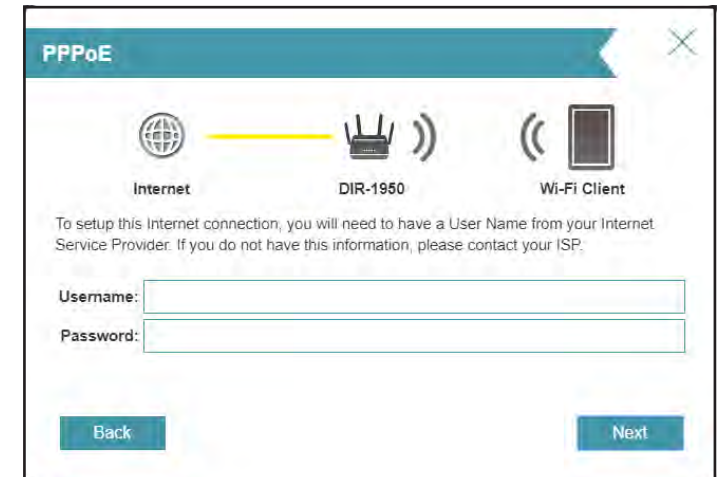 PPPoE
Internet DIR-1950 Wi-Fi Client
To setup this Internet connection, you will need to have a User Name from your Internet
Service Provider. If you do not have this information, please contact your ISP.
Username:
Password:
Back Next